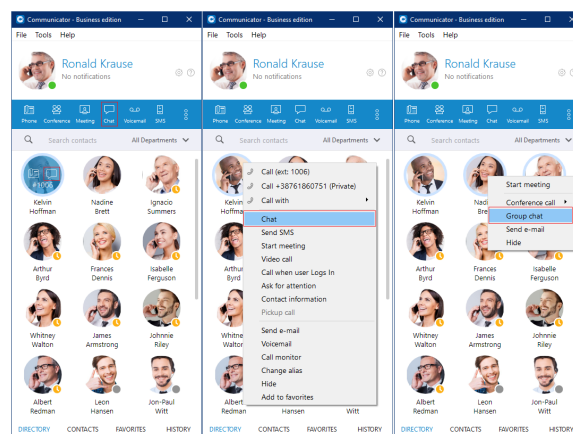 Communicator - Business edition
File Tools Help
Ronald Krause
No notifications
Phone Conference Meeting Chat Voicemail SMS
Search contacts All Departments
#1006
Kelvin Hoffman
Nadine Brett
Ignacio Summers
Arthur Byrd
Frances Dennis
Isabelle Ferguson
Whitney Walton
James Armstrong
Johnnie Riley
Albert Redman
Leon Hansen
Jon-Paul Witt
DIRECTORY CONTACTS FAVORITES HISTORY
Communicator - Business edition
File Tools Help
Ronald Krause
No notifications
Phone Conference Meeting Chat Voicemail SMS
Search contacts All Departments
Call (ext: 1006)
Call +38761860751 (Private)
Call with
Chat
Send SMS
Start meeting
Video call
Call when user Logs In
Ask for attention
Contact information
Pickup call
Send e-mail
Voicemail
Call monitor
Change alias
Hide
Add to favorites
Kelvin
Hoffm
Arthur
Byrd
Whitne
Walto
Albert
Redman
Hansen
Witt
DIRECTORY CONTACTS FAVORITES HISTORY
Communicator - Business edition
File Tools Help
Ronald Krause
No notifications
Phone Conference Meeting Chat Voicemail SMS
Search contacts All Departments
Start meeting
Conference call
Group chat
Send e-mail
Hide
Kelvin Hoffman
Nadi
Bret
Arthur Byrd
Frances Dennis
Isabelle Ferguson
Whitney Walton
James Armstrong
Johnnie Riley
Albert Redman
Leon Hansen
Jon-Paul Witt
DIRECTORY CONTACTS FAVORITES HISTORY